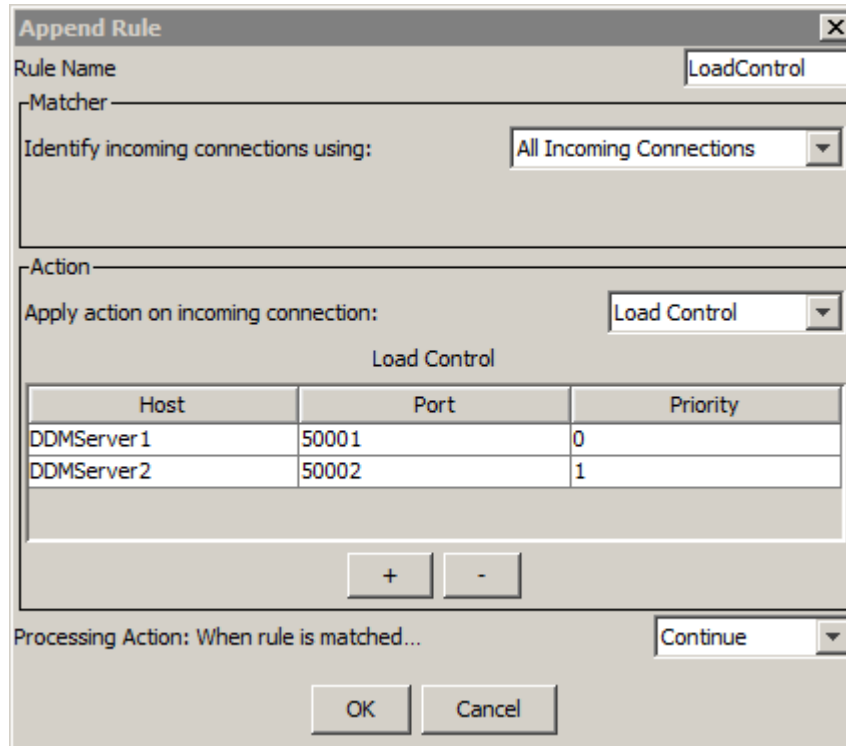 Append Rule
Rule Name LoadControl
Matcher
Identify incoming connections using: All Incoming Connections
Action
Apply action on incoming connection: Load Control
Load Control
Host Port Priority
DDMServer1 50001 0
DDMServer2 50002 1
+ -
Processing Action: When rule is matched... Continue
OK Cancel